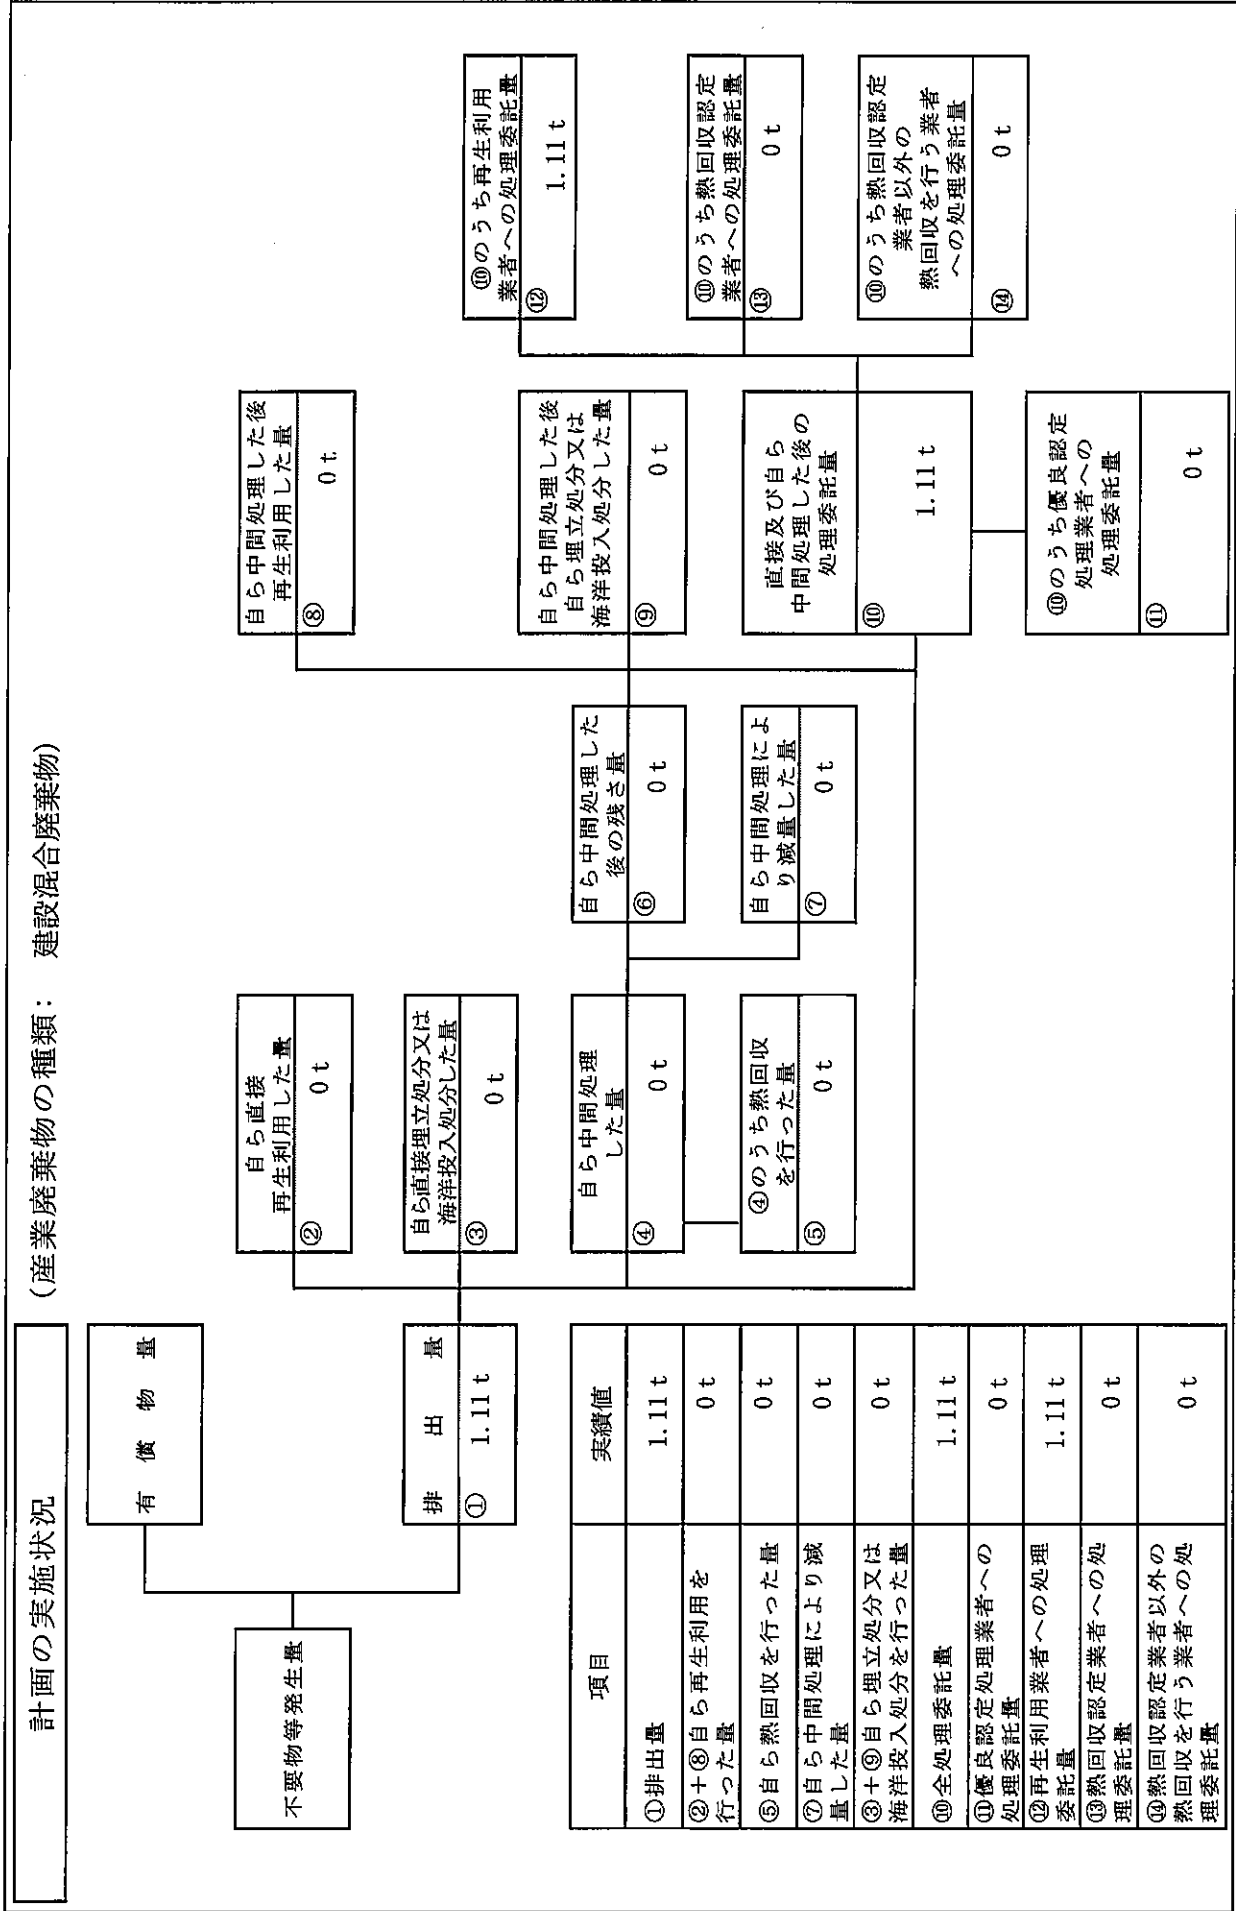 計画の実施状況
（産業廃棄物の種類： 建設混合廃棄物）
不要物等発生量
有 償 物 量
排 出 量
① 1.11 t
自ら直接
再生利用した量
② 0 t
自ら直接埋立処分又は
海洋投入処分した量
③ 0 t
自ら中間処理
した量
④ 0 t
④のうち熱回収
を行った量
⑤ 0 t
自ら中間処理した
後の残さ量
⑥ 0 t
自ら中間処理によ
り減量した量
⑦ 0 t
自ら中間処理した後
再生利用した量
⑧ 0 t
自ら中間処理した後
自ら埋立処分又は
海洋投入処分した量
⑨ 0 t
直接及び自ら
中間処理した後の
処理委託量
⑩ 1.11 t
⑩のうち優良認定
処理業者への
処理委託量
⑪ 0 t
⑩のうち再生利用
業者への処理委託量
⑫ 1.11 t
⑩のうち熱回収認定
業者への処理委託量
⑬ 0 t
⑩のうち熱回収認定
業者以外の
熱回収を行う業者
への処理委託量
⑭ 0 t
項目 実績値
①排出量 1.11 t
②＋⑧自ら再生利用を
行った量 0 t
⑤自ら熱回収を行った量 0 t
⑦自ら中間処理により減
量した量 0 t
③＋⑨自ら埋立処分又は
海洋投入処分を行った量 0 t
⑩全処理委託量 1.11 t
⑪優良認定処理業者への
処理委託量 0 t
⑫再生利用業者への処理
委託量 1.11 t
⑬熱回収認定業者への処
理委託量 0 t
⑭熱回収認定業者以外の
熱回収を行う業者への処
理委託量 0 t